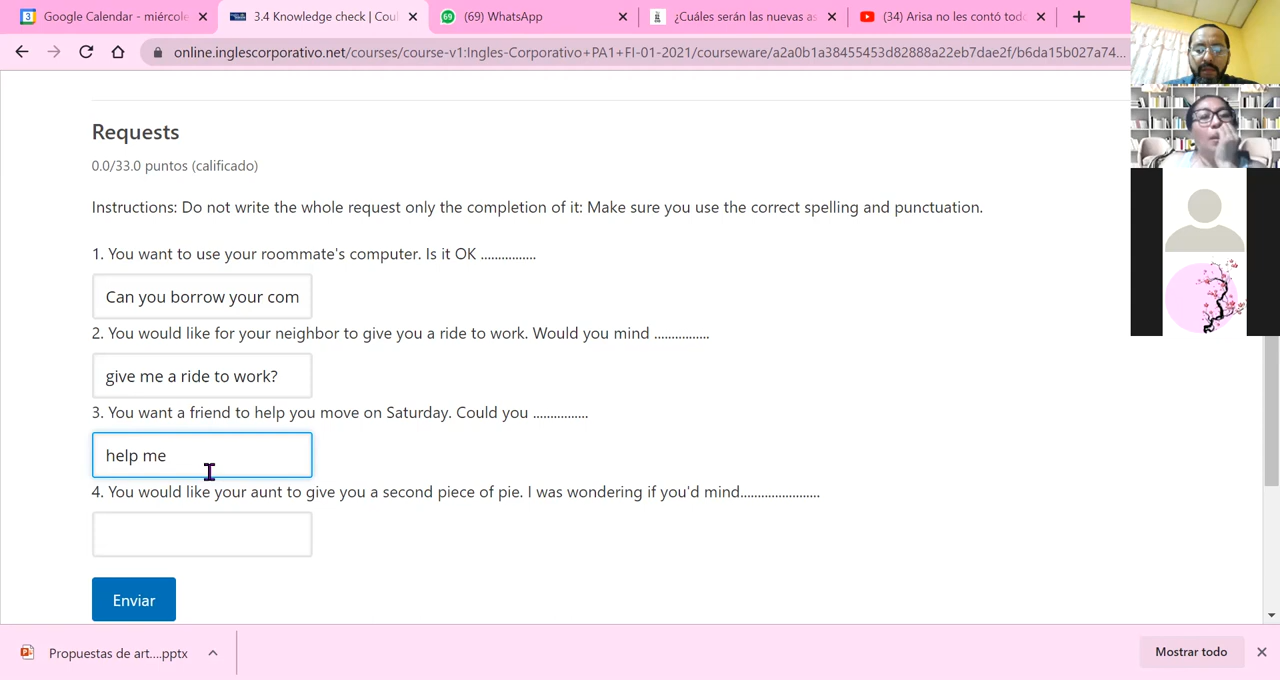 Google Calendar - miércole
3.4 Knowledge check | Coul
(69) WhatsApp
¿Cuáles serán las nuevas as
(34) Arisa no les contó todo
online.inglescorporativo.net/courses/course-v1:Ingles-Corporativo+PA1+FI-01-2021/courseware/a2a0b1a38455453d82888a22eb7dae2f/b6da15b027a74...
Requests
0.0/33.0 puntos (calificado)
Instructions: Do not write the whole request only the completion of it: Make sure you use the correct spelling and punctuation.
1. You want to use your roommate's computer. Is it OK ...............
Can you borrow your com
2. You would like for your neighbor to give you a ride to work. Would you mind ...............
give me a ride to work?
3. You want a friend to help you move on Saturday. Could you ...............
help me
4. You would like your aunt to give you a second piece of pie. I was wondering if you'd mind......................
Enviar
Propuestas de art....pptx
Mostrar todo